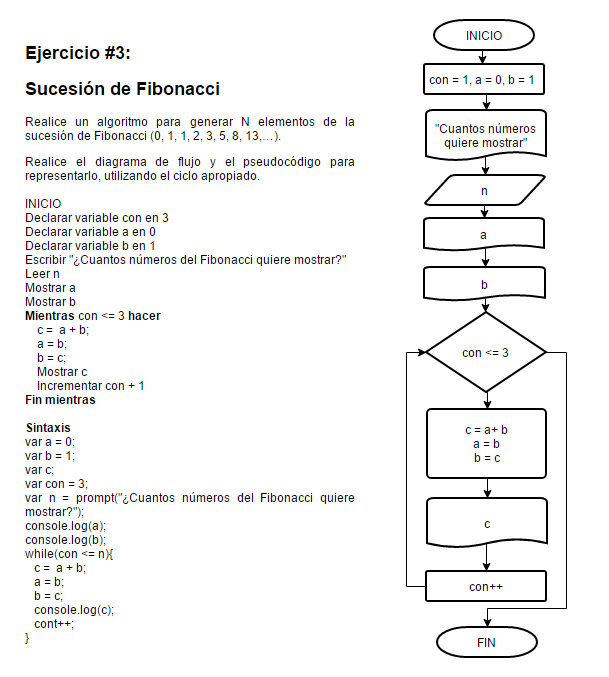 Ejercicio #3:
Sucesión de Fibonacci
Realice un algoritmo para generar N elementos de la
sucesión de Fibonacci (0, 1, 1, 2, 3, 5, 8, 13,...).
Realice el diagrama de flujo y el pseudocódigo para
representarlo, utilizando el ciclo apropiado.
INICIO
Declarar variable con en 3
Declarar variable a en 0
Declarar variable b en 1
Escribir "¿Cuantos números del Fibonacci quiere mostrar?"
Leer n
Mostrar a
Mostrar b
Mientras con <= 3 hacer
c = a + b;
a = b;
b = c;
Mostrar c
Incrementar con + 1
Fin mientras
Sintaxis
var a = 0;
var b = 1;
var c;
var con = 3;
var n = prompt("¿Cuantos números del Fibonacci quiere
mostrar?");
console.log(a);
console.log(b);
while(con <= n){
c = a + b;
a = b;
b = c;
console.log(c);
cont++;
}
INICIO
con = 1, a = 0, b = 1
"Cuantos números
quiere mostrar"
n
a
b
con <= 3
c = a+ b
a = b
b = c
c
con++
FIN